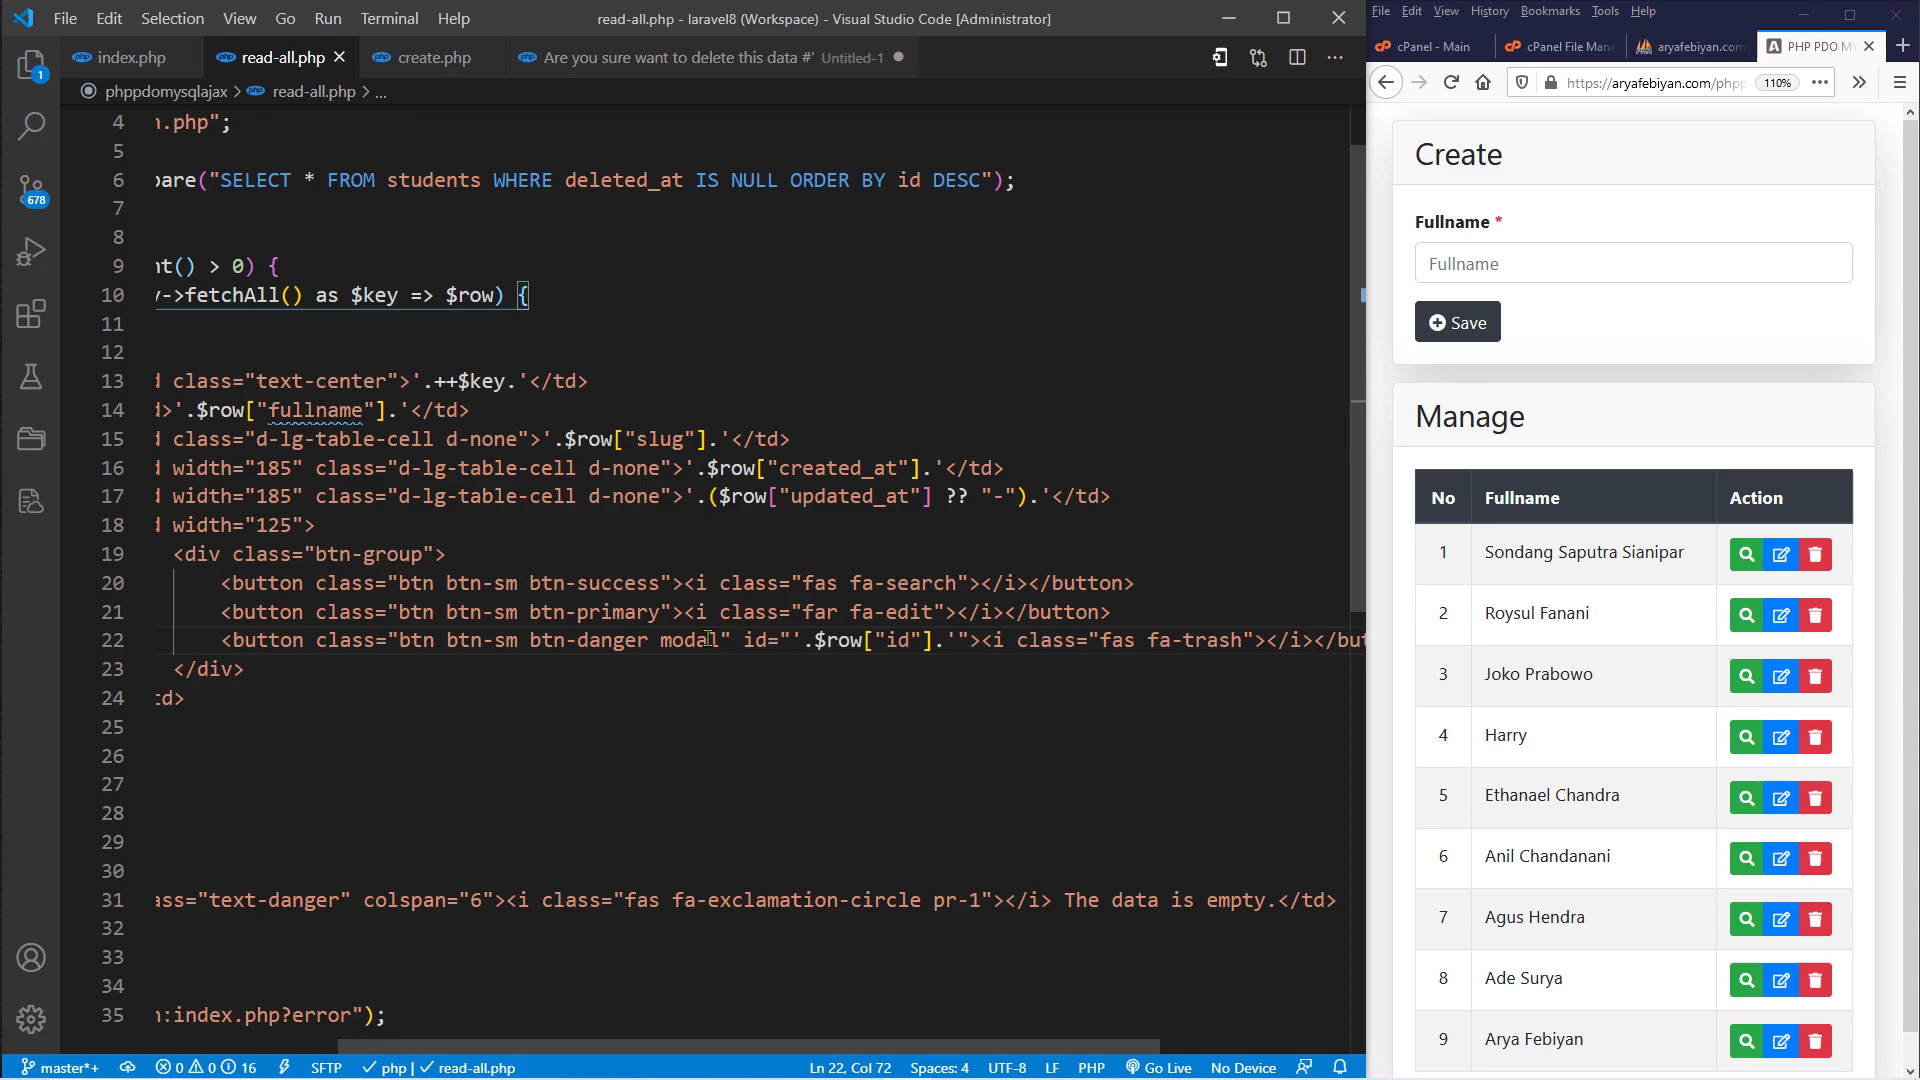 File Edit Selection View Go Run Terminal Help
read-all.php - laravel8 (Workspace) - Visual Studio Code [Administrator]
index.php
read-all.php
create.php
Are you sure want to delete this data #' Untitled-1
phppdomysqlajax > read-all.php > ...
1
678
4 n.php";
5
6 pare("SELECT * FROM students WHERE deleted_at IS NULL ORDER BY id DESC");
7
8
9 nt() > 0) {
10 y->fetchAll() as $key => $row) {
11
12
13 d class="text-center">'.++$key.'</td>
14 d>'.$row["fullname"].'</td>
15 d class="d-lg-table-cell d-none">'.$row["slug"].'</td>
16 d width="185" class="d-lg-table-cell d-none">'.$row["created_at"].'</td>
17 d width="185" class="d-lg-table-cell d-none">'.($row["updated_at"] ?? "-").'</td>
18 d width="125">
19 <div class="btn-group">
20 <button class="btn btn-sm btn-success"><i class="fas fa-search"></i></button>
21 <button class="btn btn-sm btn-primary"><i class="far fa-edit"></i></button>
22 <button class="btn btn-sm btn-danger modal" id="'.$row["id"].'"><i class="fas fa-trash"></i></but
23 </div>
24 td>
25
26
27
28
29
30
31 ass="text-danger" colspan="6"><i class="fas fa-exclamation-circle pr-1"></i> The data is empty.</td>
32
33
34
35 n:index.php?error");
master*+ 0 0 16 SFTP php | read-all.php Ln 22, Col 72 Spaces: 4 UTF-8 LF PHP Go Live No Device
File Edit View History Bookmarks Tools Help
cPanel - Main
cPanel File Mana
aryafebiyan.com
PHP PDO MY
https://aryafebiyan.com/phpp 110%
Create
Fullname *
Fullname
Save
Manage
No Fullname Action
1 Sondang Saputra Sianipar
2 Roysul Fanani
3 Joko Prabowo
4 Harry
5 Ethanael Chandra
6 Anil Chandanani
7 Agus Hendra
8 Ade Surya
9 Arya Febiyan